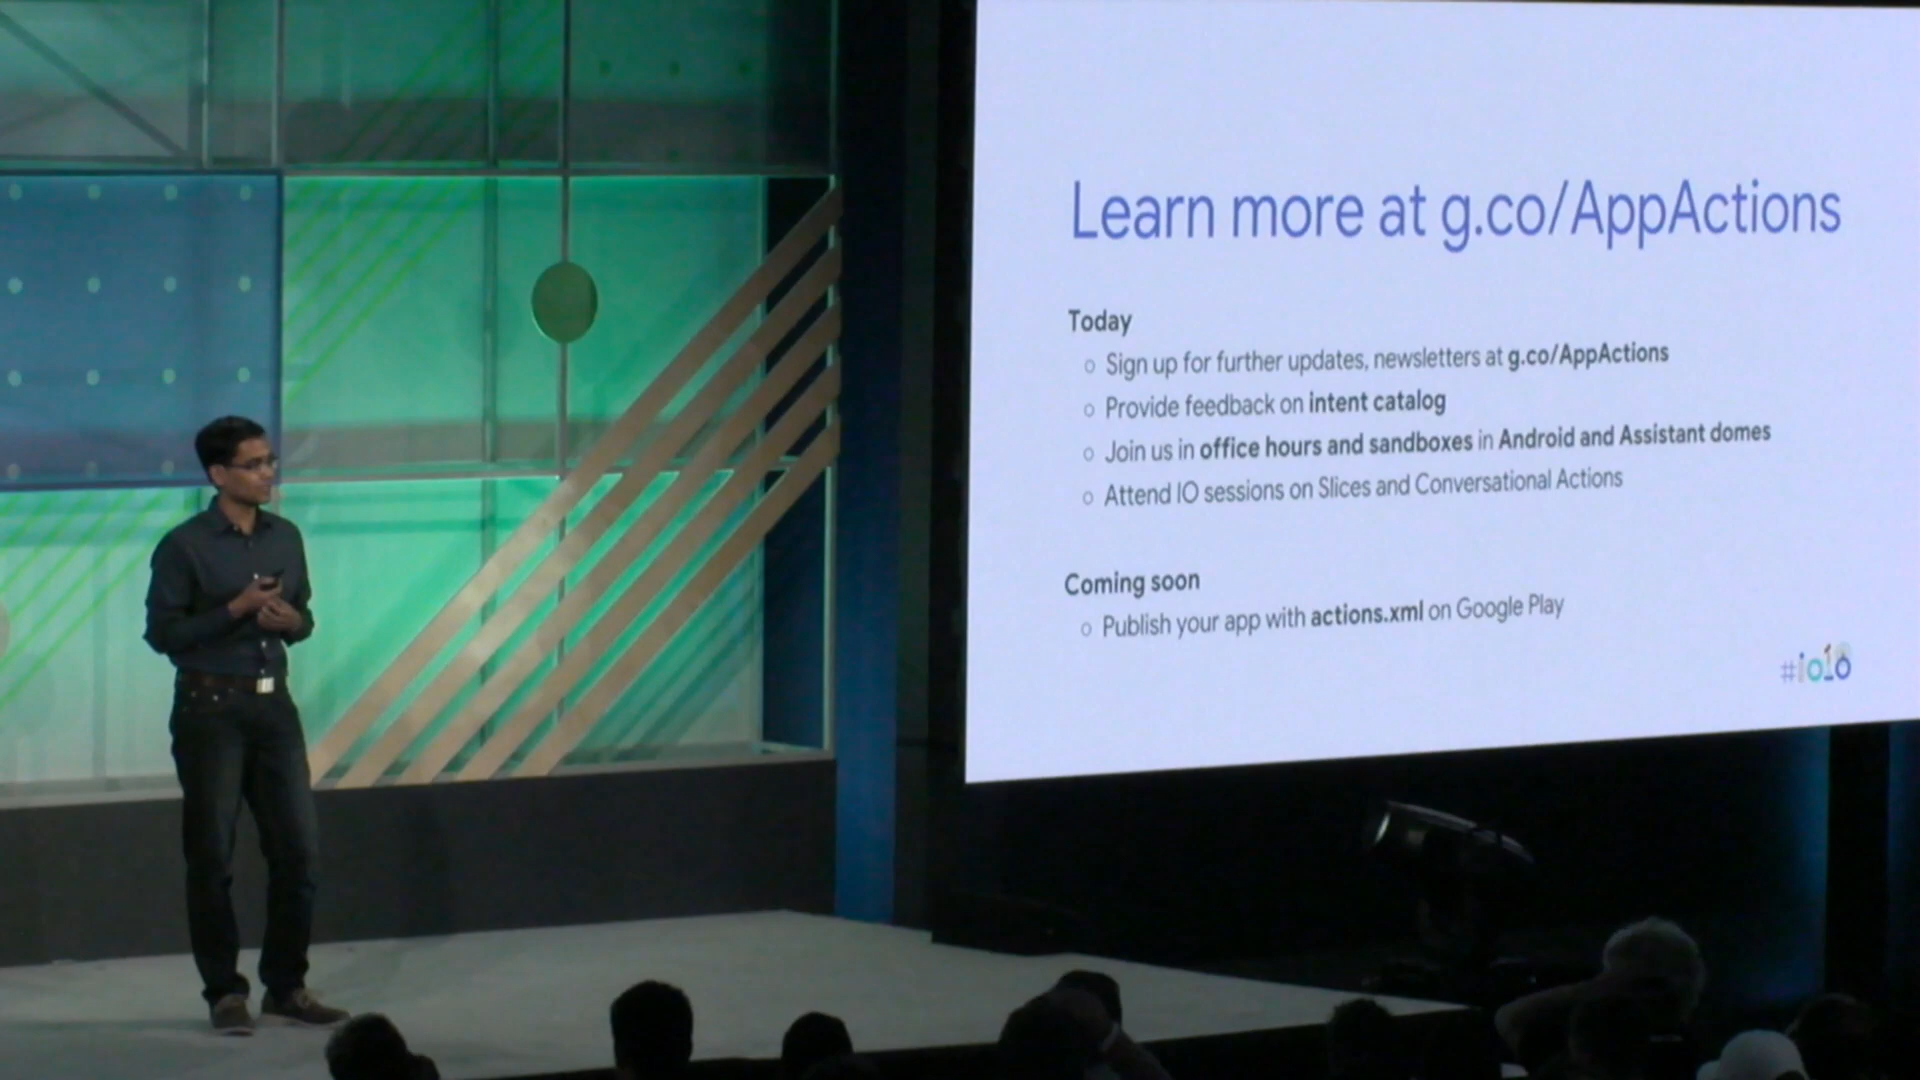 Learn more at g.co/AppActions
Today
Sign up for further updates, newsletters at g.co/AppActions
Provide feedback on intent catalog
Join us in office hours and sandboxes in Android and Assistant domes
Attend IO sessions on Slices and Conversational Actions
Coming soon
Publish your app with actions.xml on Google Play
#io18